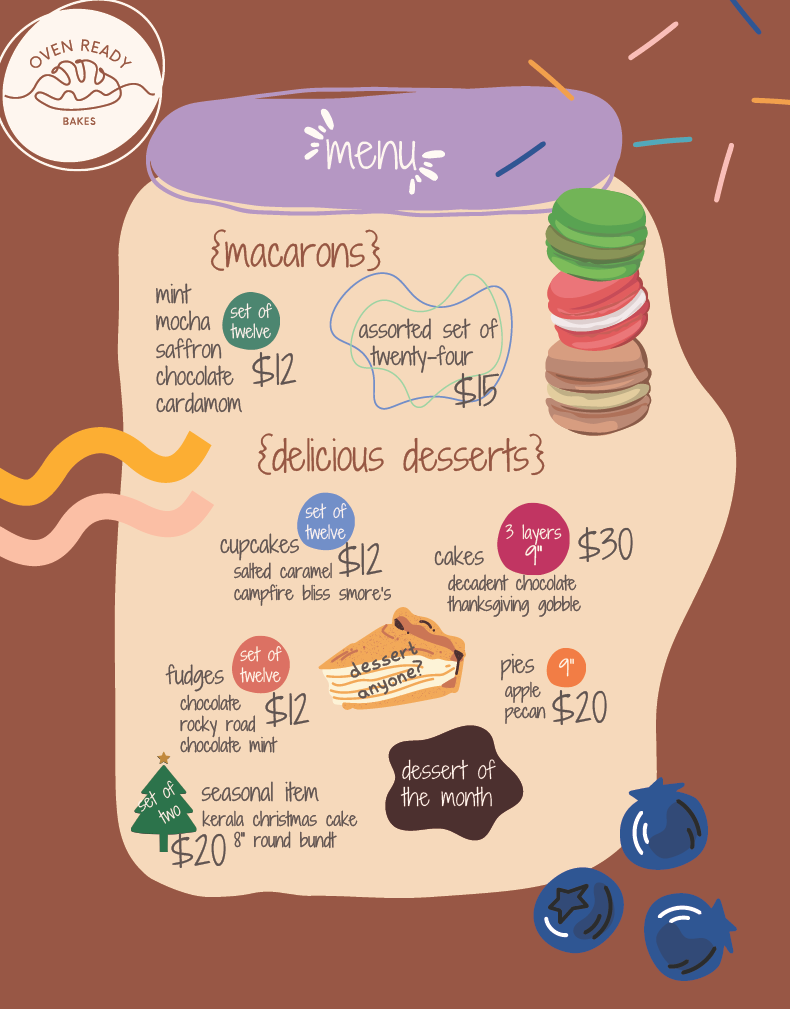 OVEN READY
BAKES
menu
{macarons}
mint
mocha
saffron
chocolate
cardamom
set of
twelve
$12
assorted set of
twenty-four
$15
{delicious desserts}
cupcakes
set of
twelve
$12
salted caramel
campfire bliss smore's
cakes
3 layers
9"
$30
decadent chocolate
thanksgiving gobble
fudges
set of
twelve
$12
chocolate
rocky road
chocolate mint
dessert
anyone?
pies
9"
apple
pecan
$20
set of
two
$20
seasonal item
kerala christmas cake
8" round bundt
dessert of
the month